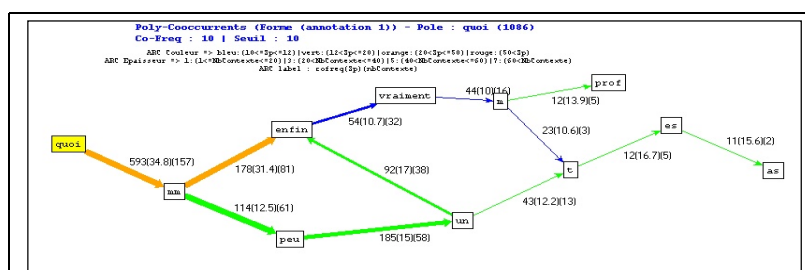 Poly-Cooccurrents (Forme (annotation 1)) - Pole : quoi (1086)
Co-Freq : 10 | Seuil : 10
ARC Couleur => bleu:(10<=Sp<=12)|vert:(12<Sp<=20)|orange:(20<Sp<=50)|rouge:(50<Sp)
ARC Epaisseur => 1:(1<=NbContexte<=20)|3:(20<NbContexte<=40)|5:(40<NbContexte<=60)|7:(60<NbContexte)
ARC label : cofreq(Sp)(nbContexte)
prof
44(10)(16)
vraiment
m
12(13.9)(5)
54(10.7)(32)
enfin
es
23(10.6)(3)
quoi
11(15.6)(2)
593(34.8)(157)
92(17)(38)
12(16.7)(5)
178(31.4)(81)
t
as
mm
43(12.2)(13)
114(12.5)(61)
un
peu
185(15)(58)